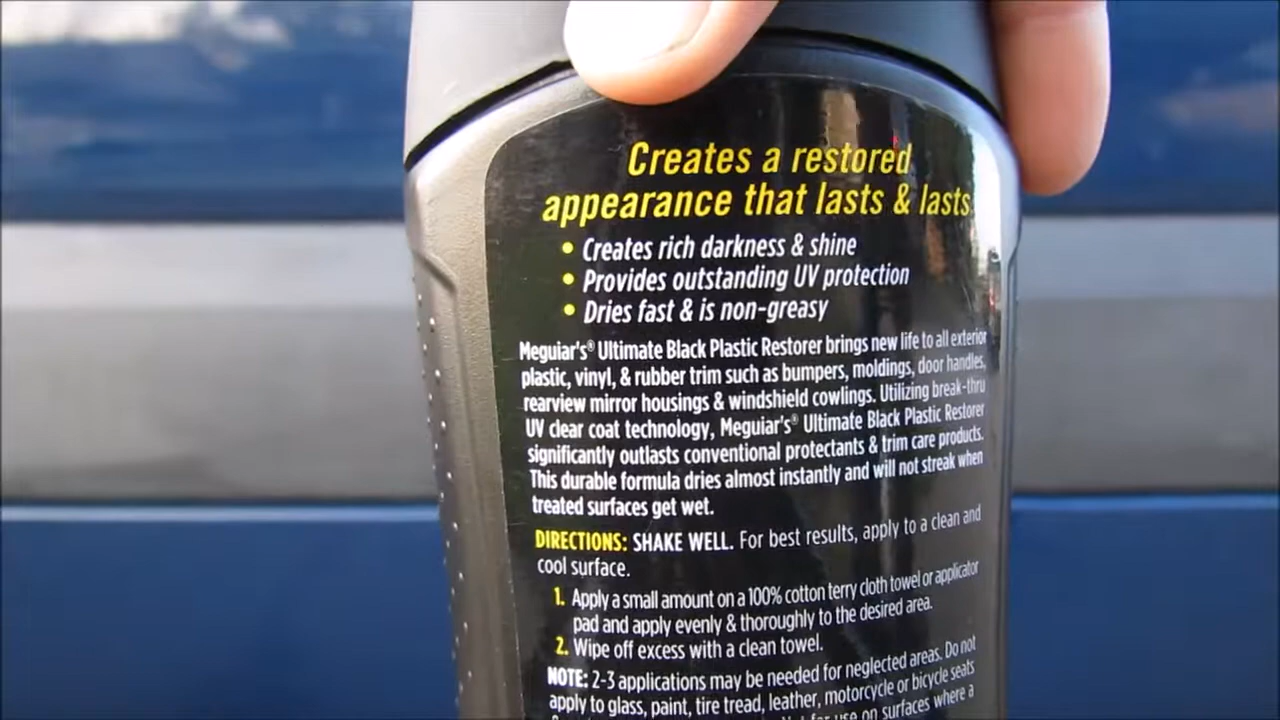 Creates a restored
appearance that lasts & lasts.
• Creates rich darkness & shine
• Provides outstanding UV protection
• Dries fast & is non-greasy
Meguiar's® Ultimate Black Plastic Restorer brings new life to all exterior
plastic, vinyl, & rubber trim such as bumpers, moldings, door handles,
rearview mirror housings & windshield cowlings. Utilizing break-thru
UV clear coat technology, Meguiar's® Ultimate Black Plastic Restorer
significantly outlasts conventional protectants & trim care products.
This durable formula dries almost instantly and will not streak when
treated surfaces get wet.
DIRECTIONS: SHAKE WELL. For best results, apply to a clean and
cool surface.
1. Apply a small amount on a 100% cotton terry cloth towel or applicator
pad and apply evenly & thoroughly to the desired area.
2. Wipe off excess with a clean towel.
NOTE: 2-3 applications may be needed for neglected areas. Do not
apply to glass, paint, tire tread, leather, motorcycle or bicycle seats
for use on surfaces where a